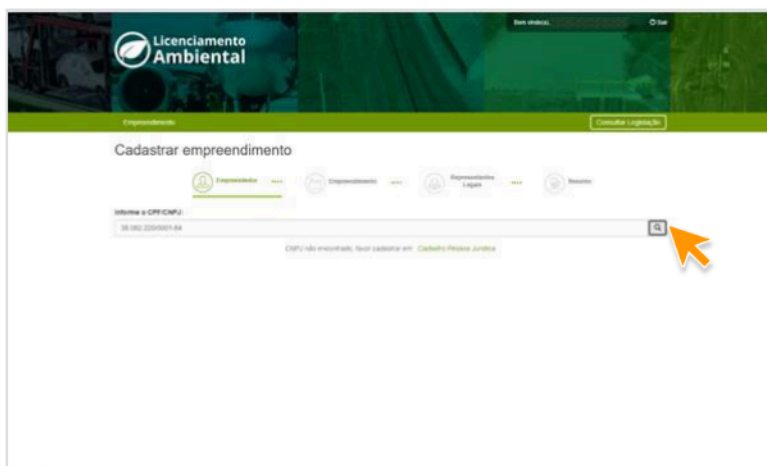 Licenciamento
Ambiental
Bem vindo(a),
Sair
Empreendimento
Consultar Legislação
Cadastrar empreendimento
Empreendedor
Empreendimento
Representantes
Legais
Resumo
Informe o CPF/CNPJ:
CNPJ não encontrado, favor cadastrar em: Cadastro Pessoa Jurídica